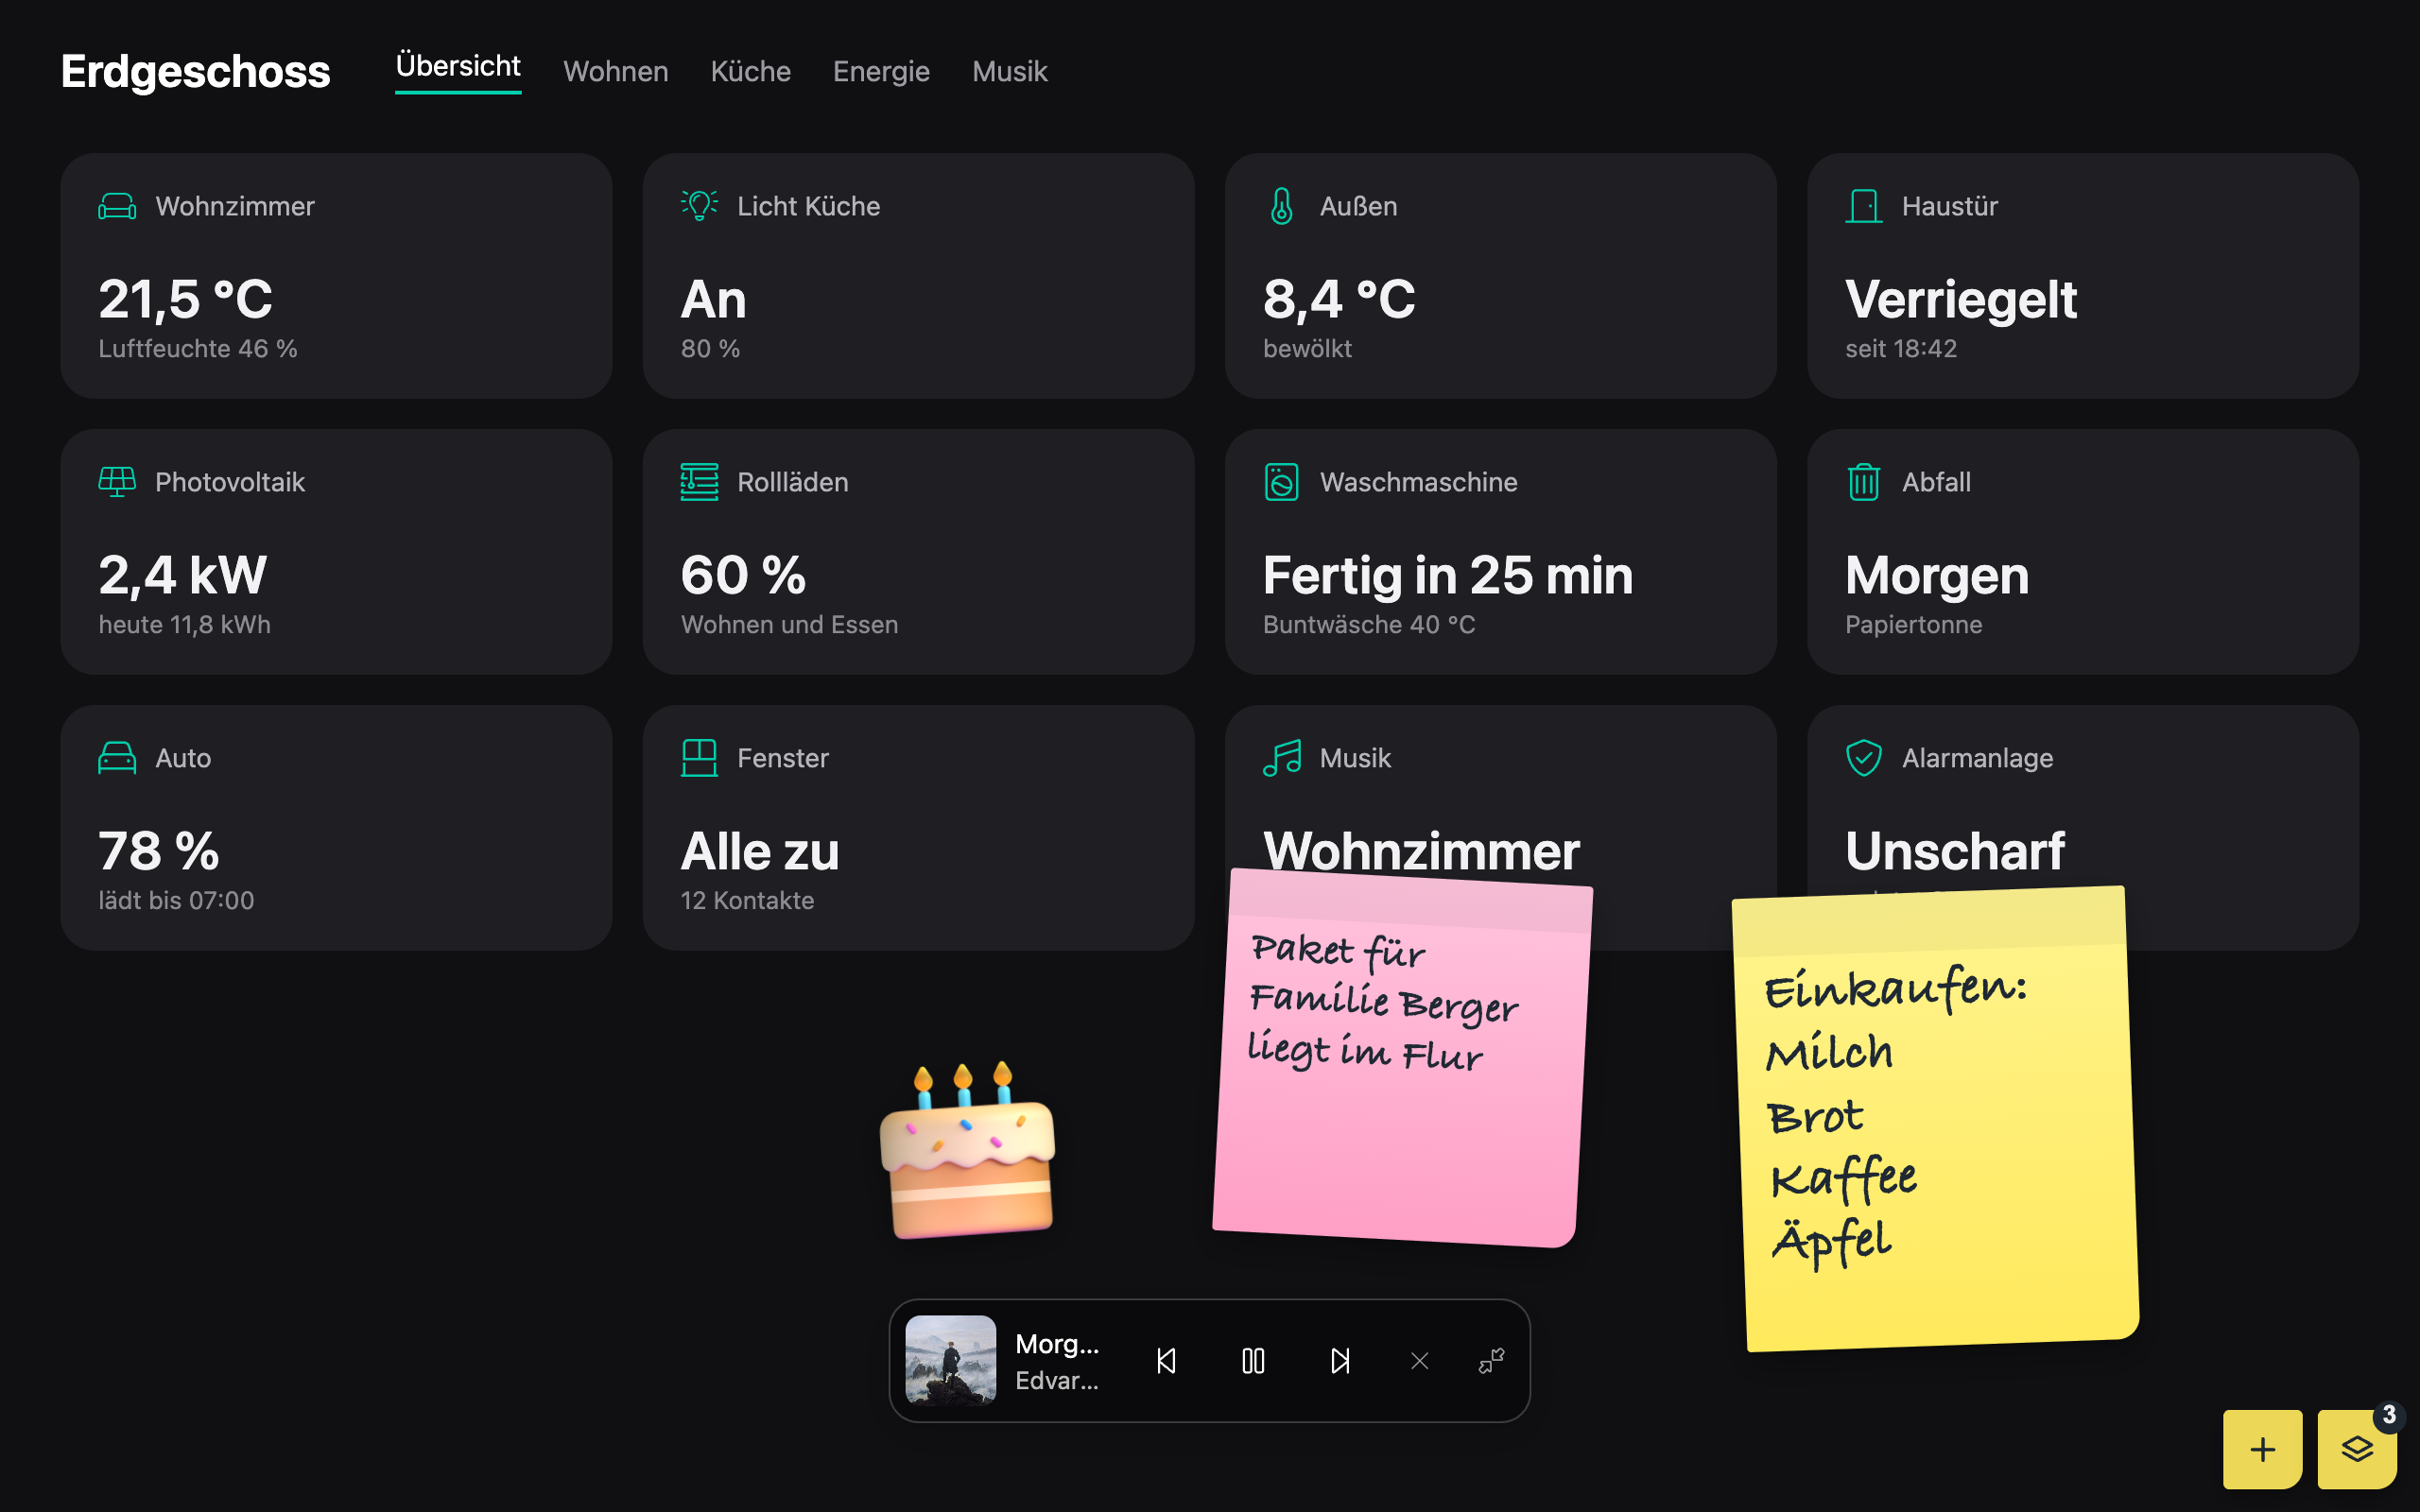 Erdgeschoss
Übersicht
Wohnen
Küche
Energie
Musik
Wohnzimmer
21,5 °C
Luftfeuchte 46 %
Licht Küche
An
80 %
Außen
8,4 °C
bewölkt
Haustür
Verriegelt
seit 18:42
Photovoltaik
2,4 kW
heute 11,8 kWh
Rollläden
60 %
Wohnen und Essen
Waschmaschine
Fertig in 25 min
Buntwäsche 40 °C
Abfall
Morgen
Papiertonne
Auto
78 %
lädt bis 07:00
Fenster
Alle zu
12 Kontakte
Musik
Wohnzimmer
Alarmanlage
Unscharf
Paket für
Familie Berger
liegt im Flur
Einkaufen:
Milch
Brot
Kaffee
Äpfel
Morg...
Edvar...
3